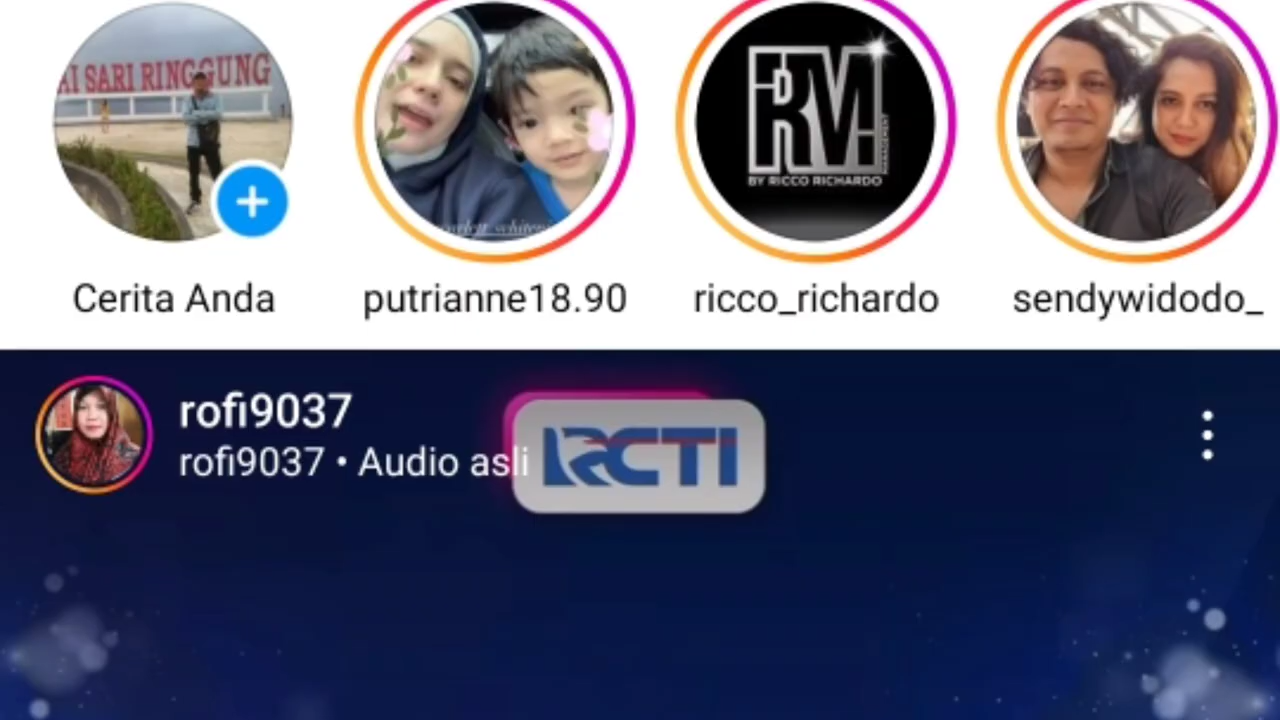 AI SARI RINGGUNG
RM
BY RICCO RICHARDO
Cerita Anda
putrianne18.90
ricco_richardo
sendywidodo_
rofi9037
rofi9037 • Audio asli
RCTI